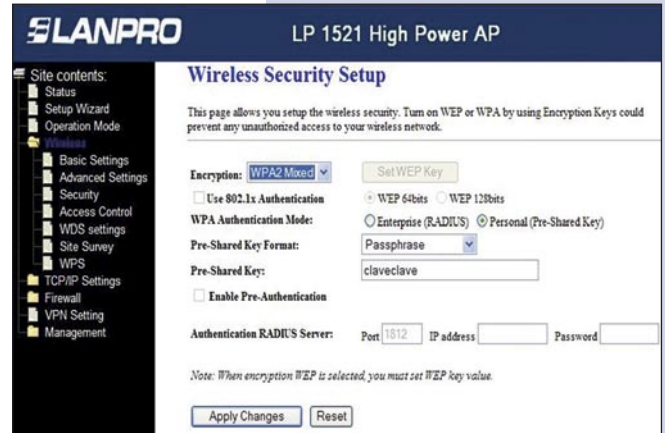 LANPRO
LP 1521 High Power AP
Site contents:
Status
Setup Wizard
Operation Mode
Wireless
Basic Settings
Advanced Settings
Security
Access Control
WDS settings
Site Survey
WPS
TCP/IP Settings
Firewall
VPN Setting
Management
Wireless Security Setup
This page allows you setup the wireless security. Turn on WEP or WPA by using Encryption Keys could
prevent any unauthorized access to your wireless network.
Encryption: WPA2 Mixed Set WEP Key
Use 802.1x Authentication WEP 64bits WEP 128bits
WPA Authentication Mode: Enterprise (RADIUS) Personal (Pre-Shared Key)
Pre-Shared Key Format: Passphrase
Pre-Shared Key: claveclave
Enable Pre-Authentication
Authentication RADIUS Server: Port 1812 IP address Password
Note: When encryption WEP is selected, you must set WEP key value.
Apply Changes Reset